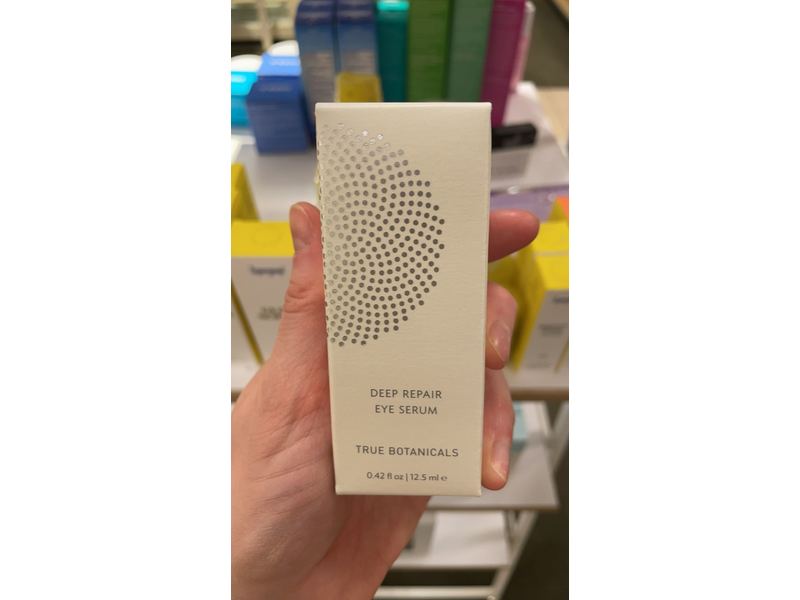 DEEP REPAIR
EYE SERUM
TRUE BOTANICALS
0.42 fl oz | 12.5 ml e